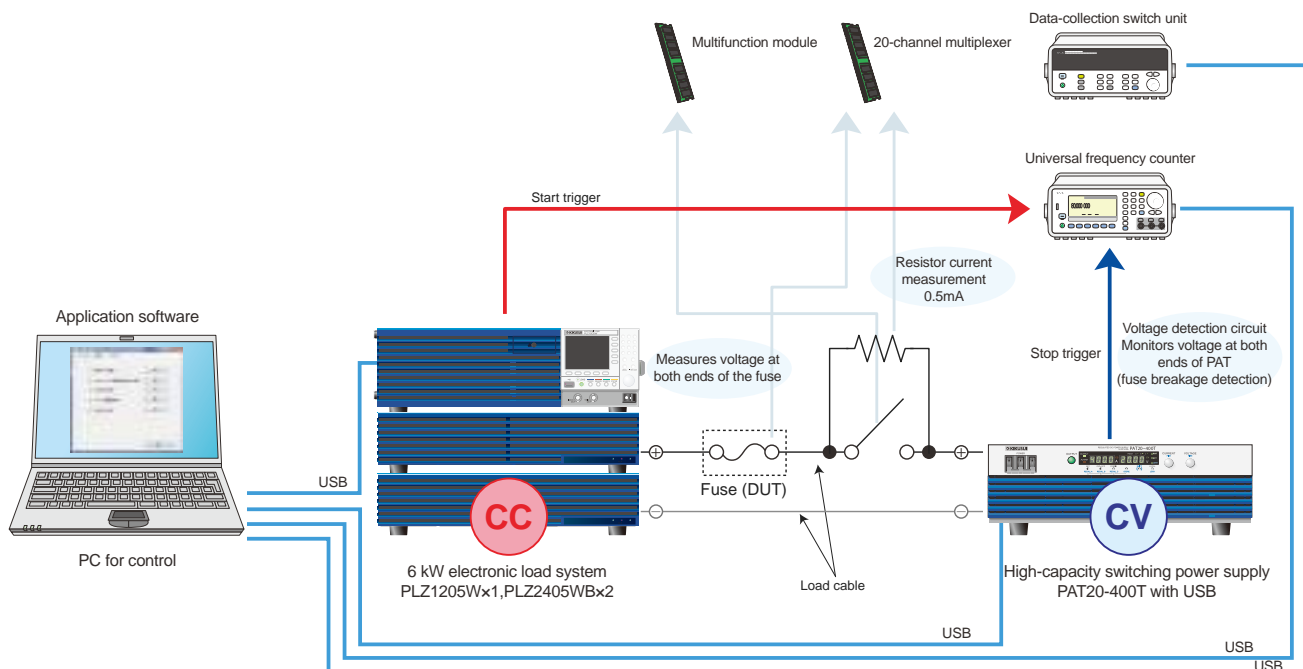 Data-collection switch unit
Multifunction module
20-channel multiplexer
Universal frequency counter
Start trigger
Resistor current
measurement
0.5mA
Application software
Voltage detection circuit
Monitors voltage at both
ends of PAT
(fuse breakage detection)
Stop trigger
Measures voltage at
both ends of the fuse
KIKUSUI
PAT20-400T
USB
Fuse (DUT)
CC
CV
PC for control
6 kW electronic load system
PLZ1205W×1,PLZ2405WB×2
Load cable
High-capacity switching power supply
PAT20-400T with USB
USB
USB
USB